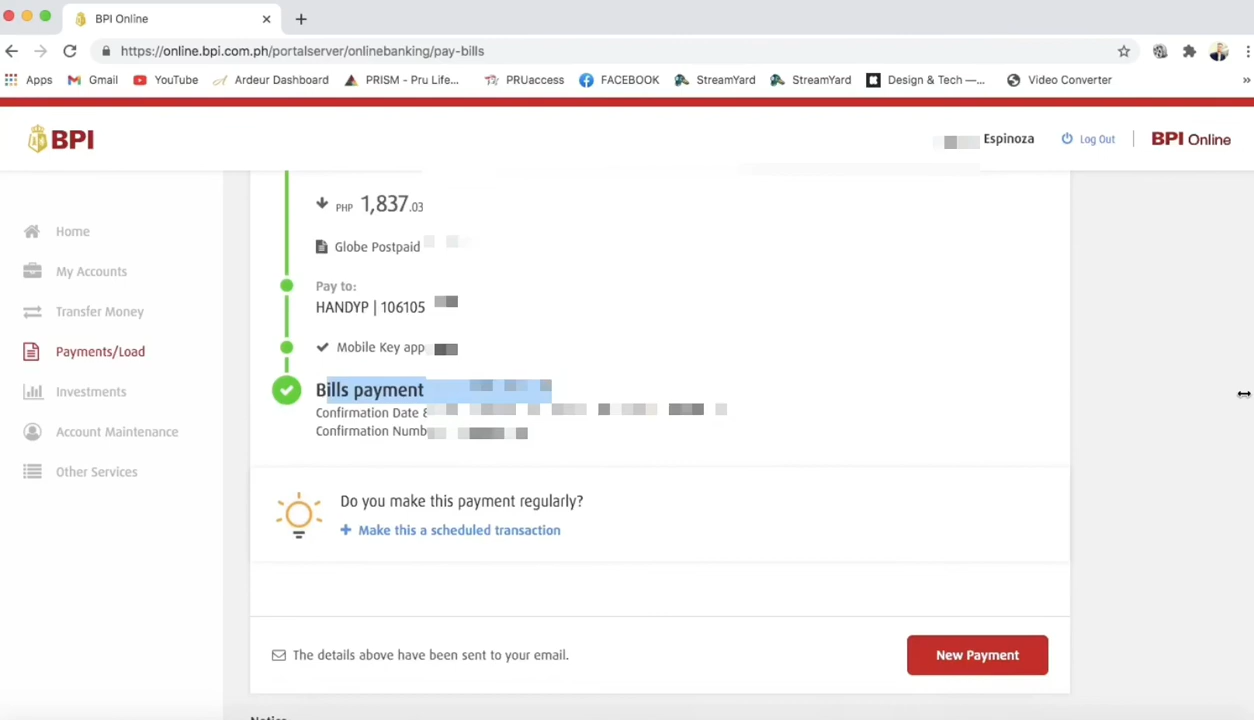 BPI Online
https://online.bpi.com.ph/portalserver/onlinebanking/pay-bills
Apps Gmail YouTube Ardeur Dashboard PRISM - Pru Life... PRUaccess FACEBOOK StreamYard StreamYard Design & Tech —... Video Converter
BPI
Espinoza Log Out BPI Online
PHP 1,837.03
Globe Postpaid
Pay to:
HANDYP | 106105
Mobile Key app
Bills payment
Confirmation Date &
Confirmation Numb
Home
My Accounts
Transfer Money
Payments/Load
Investments
Account Maintenance
Other Services
Do you make this payment regularly?
+ Make this a scheduled transaction
The details above have been sent to your email.
New Payment
Notice